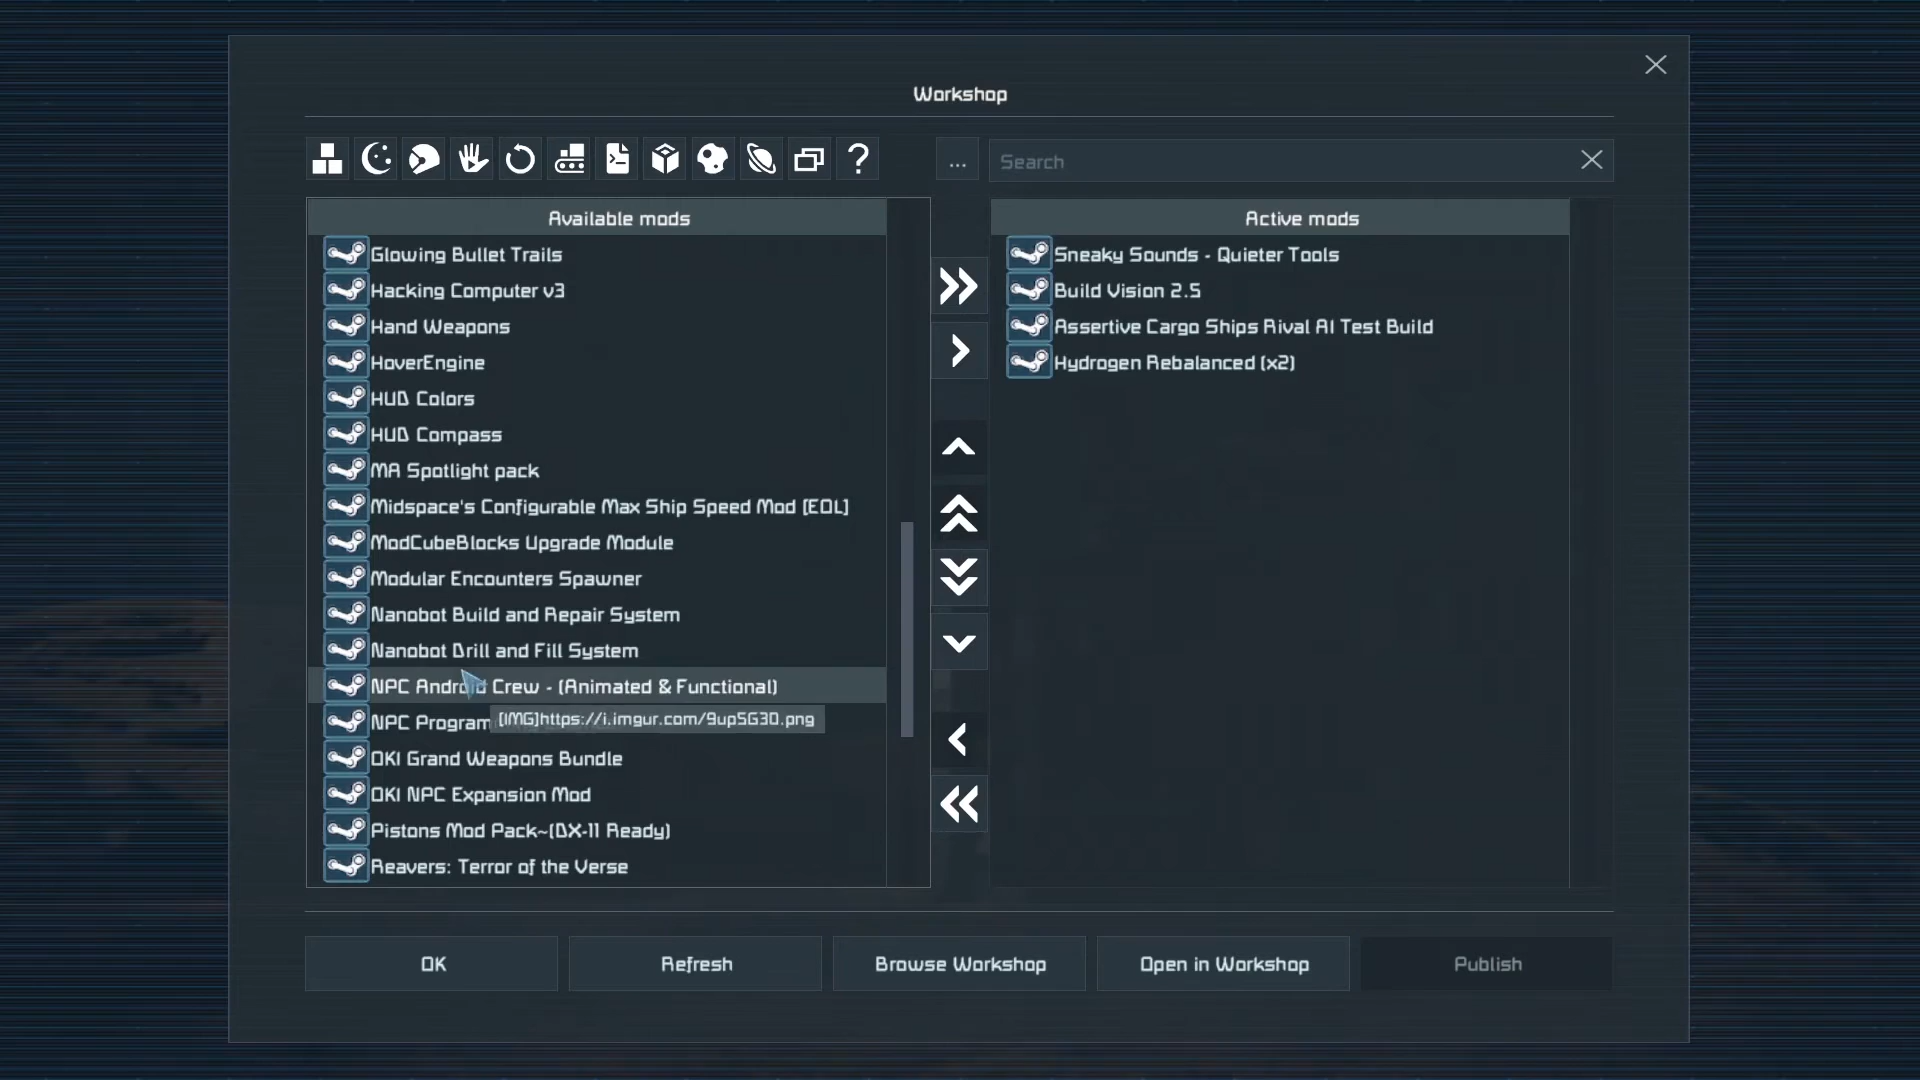 Workshop
...
Search
Available mods
Glowing Bullet Trails
Hacking Computer v3
Hand Weapons
HoverEngine
HUD Colors
HUD Compass
MA Spotlight pack
Midspace's Configurable Max Ship Speed Mod [EOL]
ModCubeBlocks Upgrade Module
Modular Encounters Spawner
Nanobot Build and Repair System
Nanobot Drill and Fill System
NPC Android Crew - (Animated & Functional)
NPC
[IMG]https://i.imgur.com/9up5G3O.png
OKI Grand Weapons Bundle
OKI NPC Expansion Mod
Pistons Mod Pack~(DX-11 Ready)
Reavers: Terror of the Verse
Active mods
Sneaky Sounds - Quieter Tools
Build Vision 2.5
Assertive Cargo Ships Rival AI Test Build
Hydrogen Rebalanced (x2)
OK
Refresh
Browse Workshop
Open in Workshop
Publish